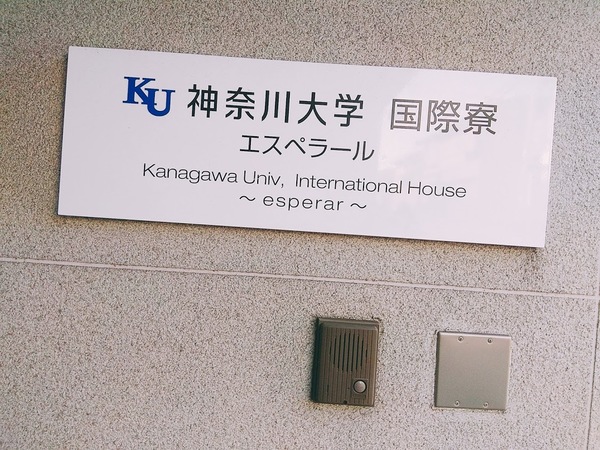 KU 神奈川大学 国際寮
エスペラール
Kanagawa Univ, International House
～ esperar ～